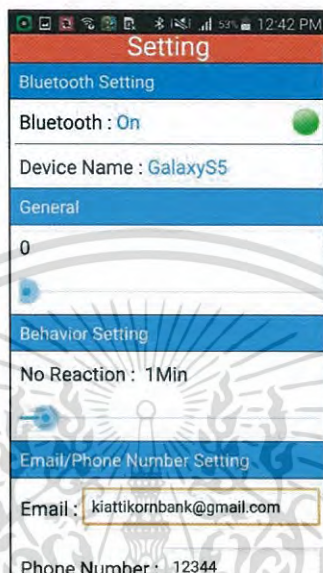 53% 12:42 PM
Setting
Bluetooth Setting
Bluetooth : On
Device Name : GalaxyS5
General
0
Behavior Setting
No Reaction : 1Min
Email/Phone Number Setting
Email : kiattikornbank@gmail.com
Phone Number : 12344